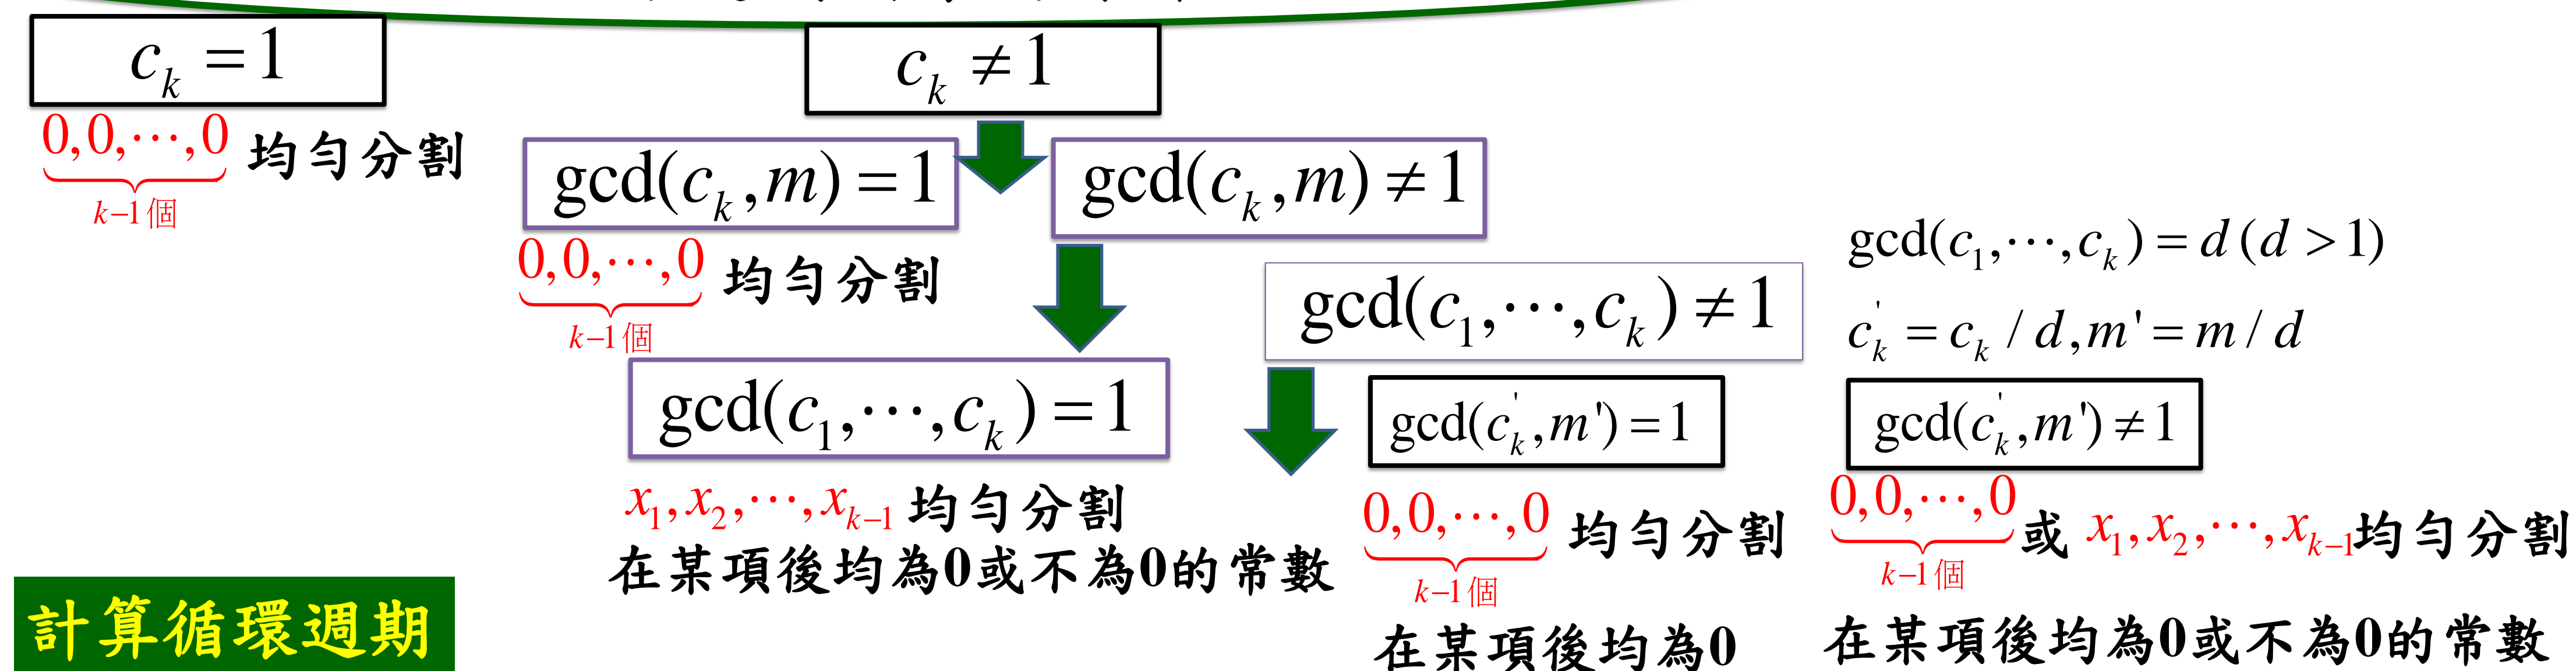 c_k = 1
0,0,⋯,0 均勻分割
k−1個
c_k ≠ 1
gcd(c_k,m) = 1
0,0,⋯,0 均勻分割
k−1個
gcd(c_k,m) ≠ 1
gcd(c_1,⋯,c_k) = 1
x_1,x_2,⋯,x_{k−1} 均勻分割
在某項後均為0或不為0的常數
gcd(c_1,⋯,c_k) ≠ 1
gcd(c_1,⋯,c_k) = d (d > 1)
c_k' = c_k / d, m' = m / d
gcd(c_k',m') = 1
0,0,⋯,0 均勻分割
k−1個
在某項後均為0
gcd(c_k',m') ≠ 1
0,0,⋯,0 或 x_1,x_2,⋯,x_{k−1}均勻分割
k−1個
在某項後均為0或不為0的常數
計算循環週期